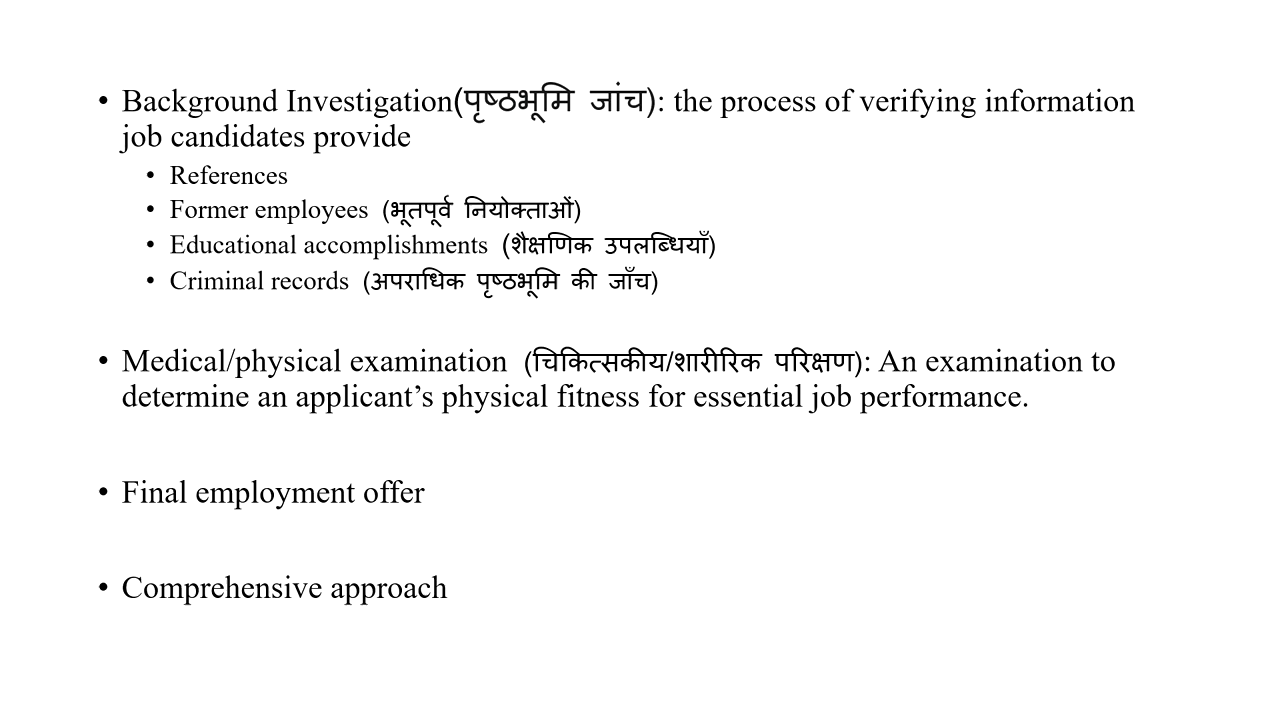 • Background Investigation(पृष्ठभूमि जांच): the process of verifying information
job candidates provide
• References
• Former employees (भूतपूर्व नियोक्ताओं)
• Educational accomplishments (शैक्षणिक उपलब्धियाँ)
• Criminal records (अपराधिक पृष्ठभूमि की जाँच)
• Medical/physical examination (चिकित्सकीय/शारीरिक परिक्षण): An examination to
determine an applicant’s physical fitness for essential job performance.
• Final employment offer
• Comprehensive approach